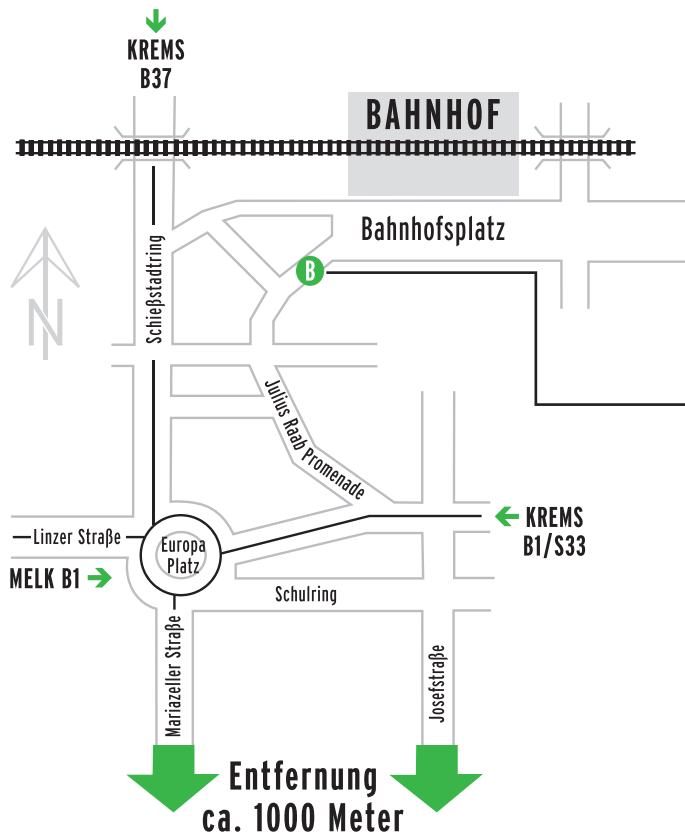 KREMS
B37
BAHNHOF
Bahnhofsplatz
B
Schießstadtring
N
Julius Raab Promenade
KREMS
B1/S33
Linzer Straße
Europa
Platz
MELK B1
Schulring
Mariazeller Straße
Josefstraße
Entfernung
ca. 1000 Meter